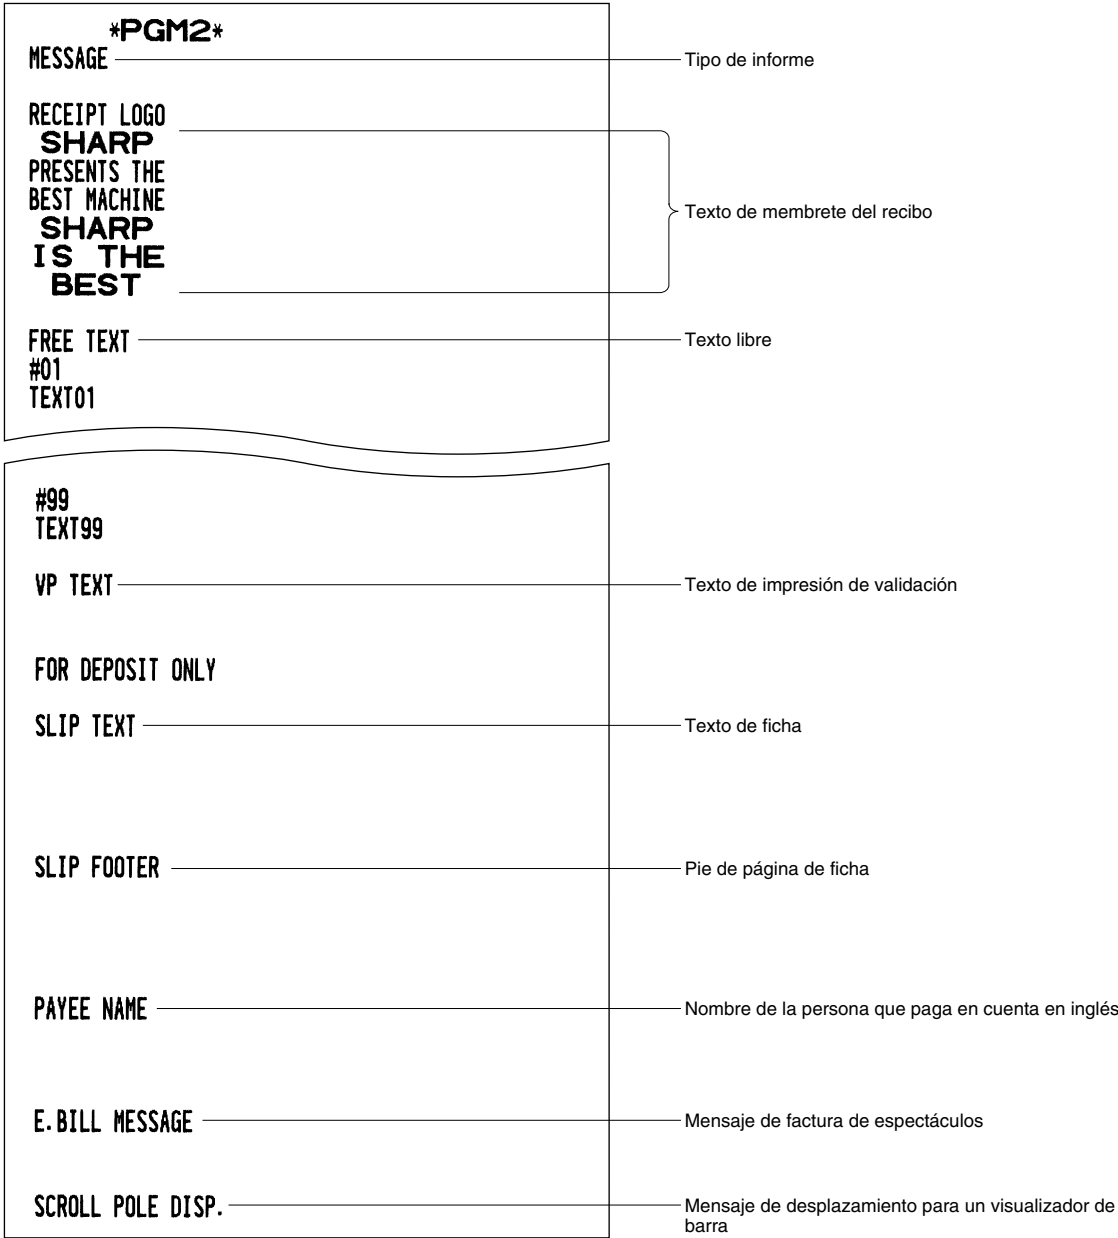 *PGM2*
MESSAGE
Tipo de informe
RECEIPT LOGO
SHARP
PRESENTS THE
BEST MACHINE
SHARP
IS THE
BEST
Texto de membrete del recibo
FREE TEXT
Texto libre
#01
TEXT01
#99
TEXT99
VP TEXT
Texto de impresión de validación
FOR DEPOSIT ONLY
SLIP TEXT
Texto de ficha
SLIP FOOTER
Pie de página de ficha
PAYEE NAME
Nombre de la persona que paga en cuenta en inglés
E.BILL MESSAGE
Mensaje de factura de espectáculos
SCROLL POLE DISP.
Mensaje de desplazamiento para un visualizador de
barra